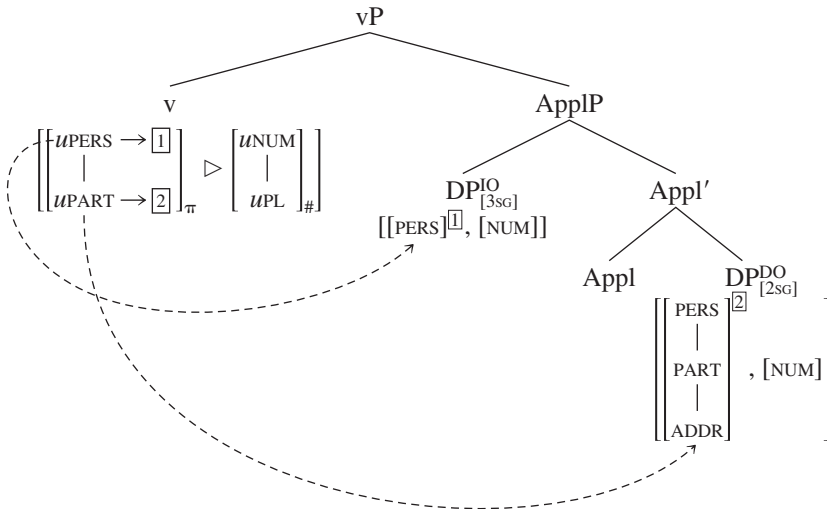 vP
v ApplP
[[uPERS → 1 | uPART → 2]π ▷ [uNUM | uPL]#]
DP^IO_[3SG] Appl′
[[PERS]^1, [NUM]]
Appl DP^DO_[2SG]
[[PERS | PART | ADDR]^2, [NUM]]